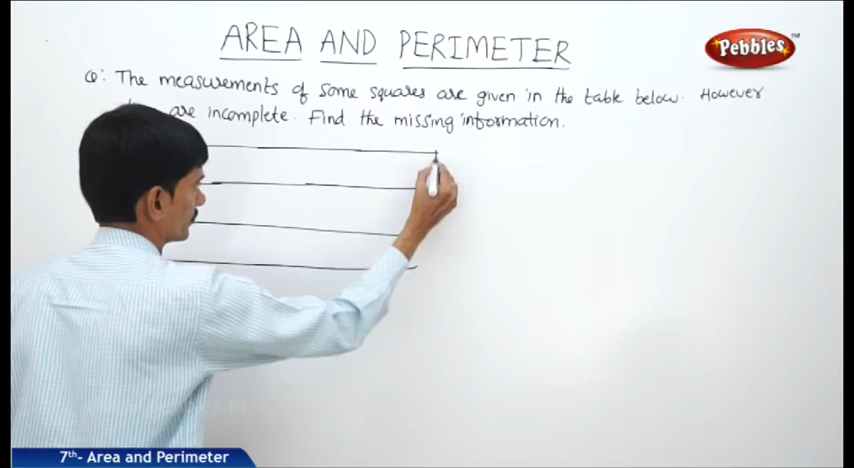 AREA AND PERIMETER
Pebbles TM
Q: The measurements of some squares are given in the table below. However
are incomplete. Find the missing information.
7th- Area and Perimeter